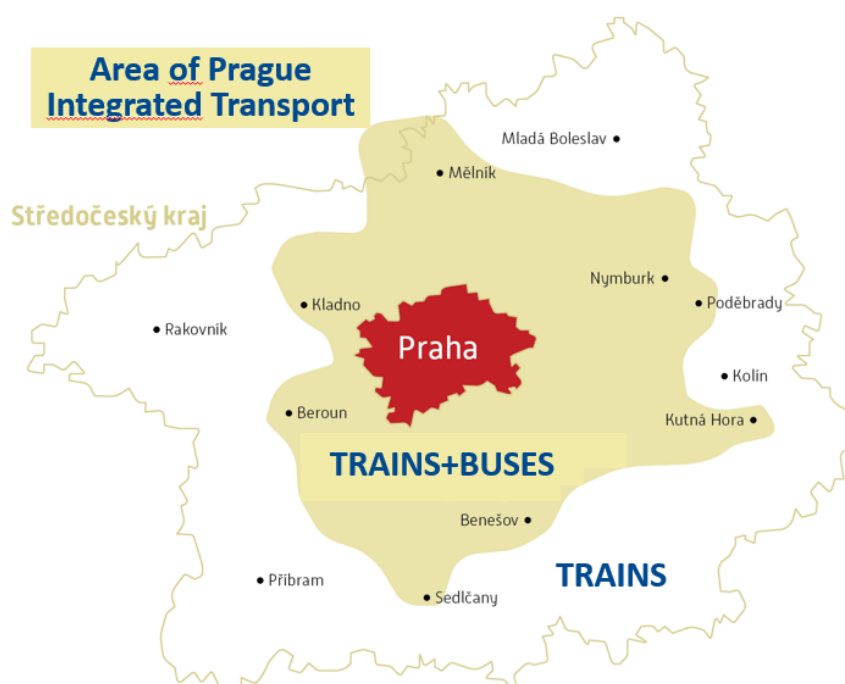 Area of Prague
Integrated Transport
Mladá Boleslav
Mělník
Středočeský kraj
Nymburk
Kladno
Poděbrady
Rakovník
Praha
Kolín
Beroun
Kutná Hora
TRAINS+BUSES
Benešov
TRAINS
Příbram
Sedlčany